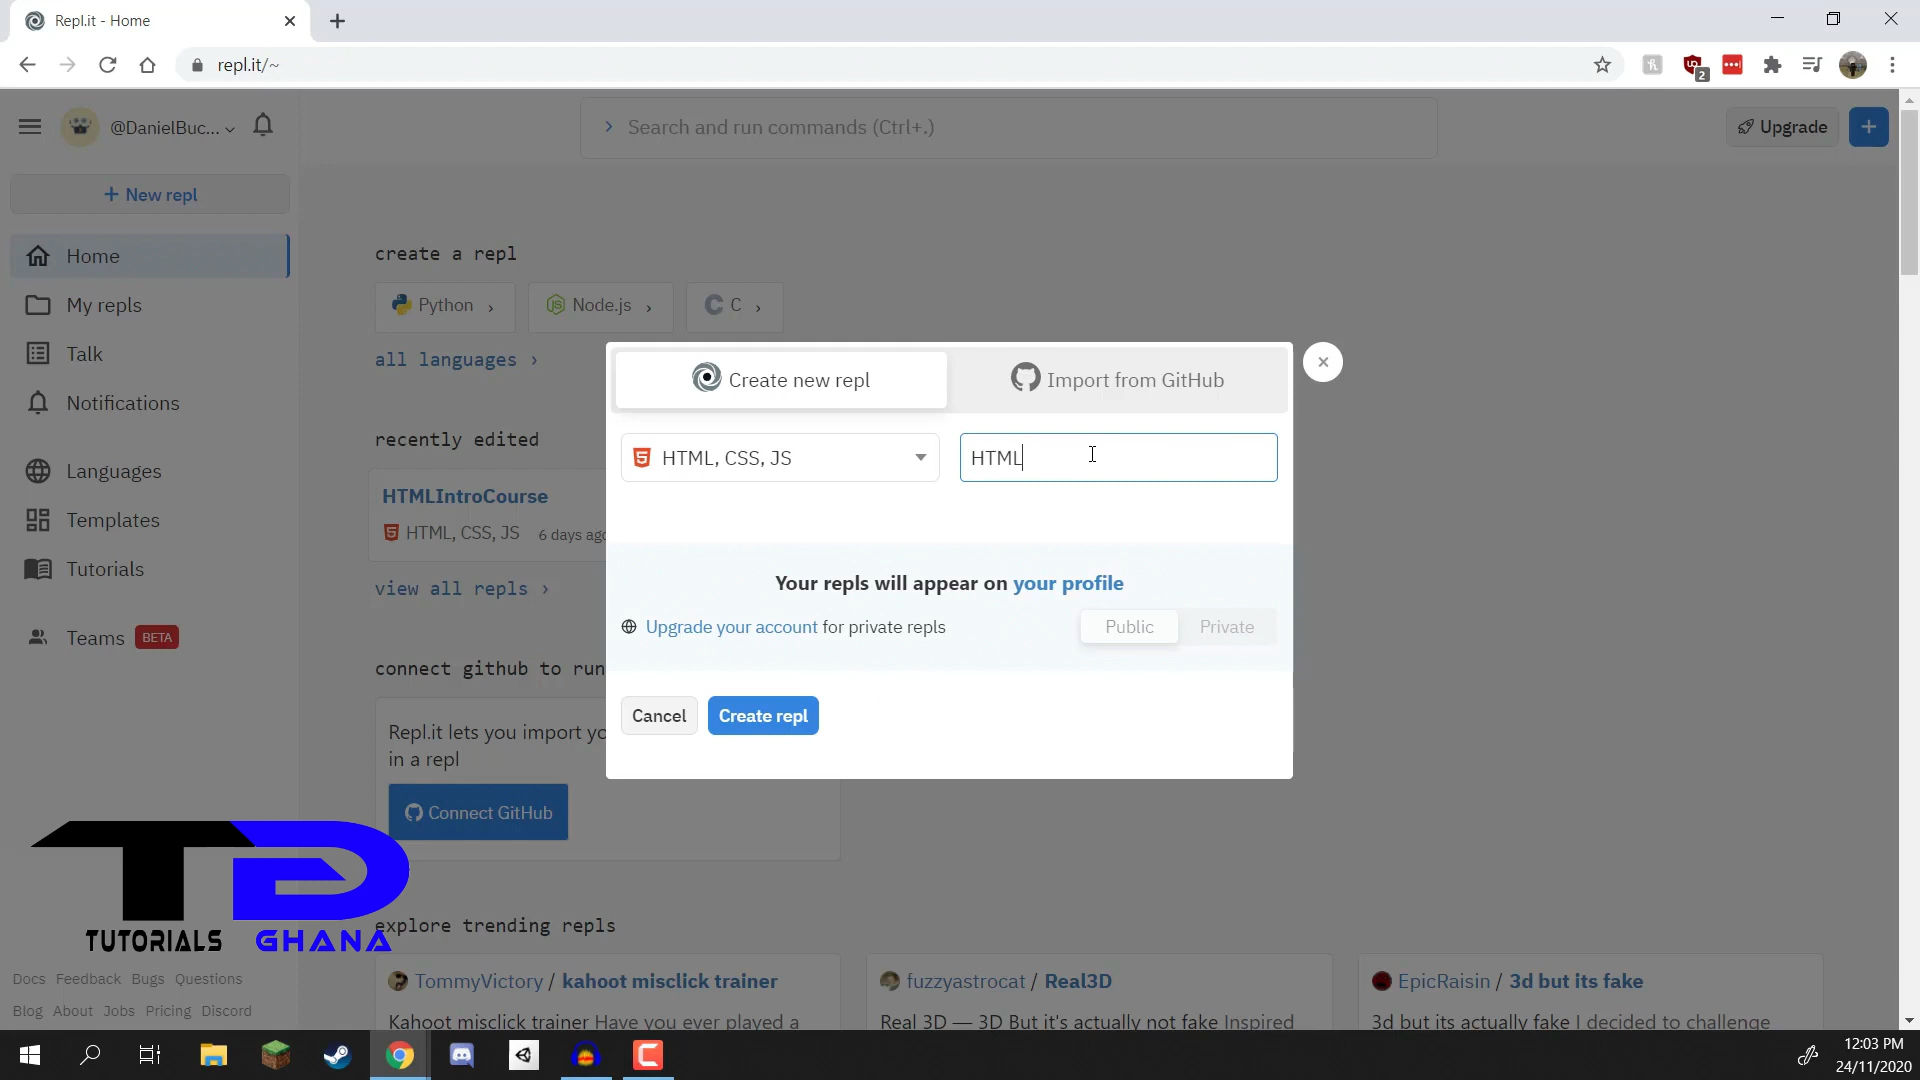 Repl.it - Home
repl.it/~
2
@DanielBuc...
Search and run commands (Ctrl+.)
Upgrade
+ New repl
Home
My repls
Talk
Notifications
Languages
Templates
Tutorials
Teams BETA
create a repl
Python
Node.js
C
all languages ›
recently edited
HTMLIntroCourse
HTML, CSS, JS 6 days ago
view all repls ›
connect github to run
Repl.it lets you import yo
in a repl
Connect GitHub
Create new repl
Import from GitHub
HTML, CSS, JS
HTML
Your repls will appear on your profile
Upgrade your account for private repls
Public
Private
Cancel
Create repl
TD
TUTORIALS GHANA
explore trending repls
TommyVictory / kahoot misclick trainer
Kahoot misclick trainer Have you ever played a
fuzzyastrocat / Real3D
Real 3D — 3D But it's actually not fake Inspired
EpicRaisin / 3d but its fake
3d but its actually fake I decided to challenge
Docs Feedback Bugs Questions
Blog About Jobs Pricing Discord
12:03 PM
24/11/2020